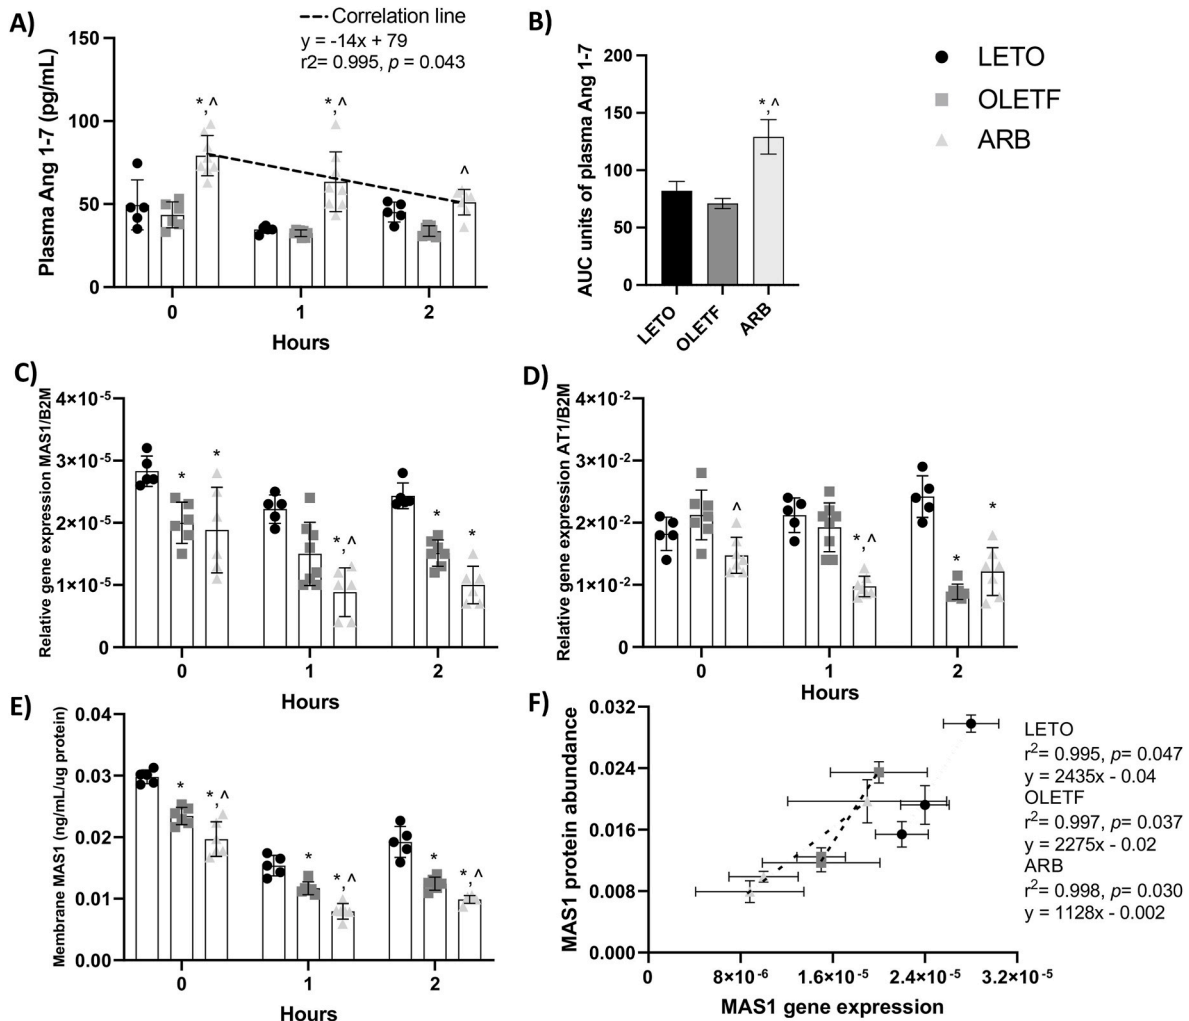 A)
Correlation line
y = -14x + 79
r2= 0.995, p = 0.043
Plasma Ang 1-7 (pg/mL)
150
100
50
0
*,^
*,^
^
0 1 2
Hours
B)
AUC units of plasma Ang 1-7
200
150
100
50
0
*,^
LETO
OLETF
ARB
LETO
OLETF
ARB
C)
Relative gene expression MAS1/B2M
4×10-5
3×10-5
2×10-5
1×10-5
0
*
*
*,^
*
*
0 1 2
Hours
D)
Relative gene expression AT1/B2M
4×10-2
3×10-2
2×10-2
1×10-2
0
^
*,^
*
*
0 1 2
Hours
E)
Membrane MAS1 (ng/mL/ug protein)
0.04
0.03
0.02
0.01
0.00
*
*,^
*
*,^
*
*,^
0 1 2
Hours
F)
MAS1 protein abundance
0.032
0.024
0.016
0.008
0.000
0 8×10-6 1.6×10-5 2.4×10-5 3.2×10-5
MAS1 gene expression
LETO
r2= 0.995, p= 0.047
y = 2435x - 0.04
OLETF
r2= 0.997, p= 0.037
y = 2275x - 0.02
ARB
r2= 0.998, p= 0.030
y = 1128x - 0.002